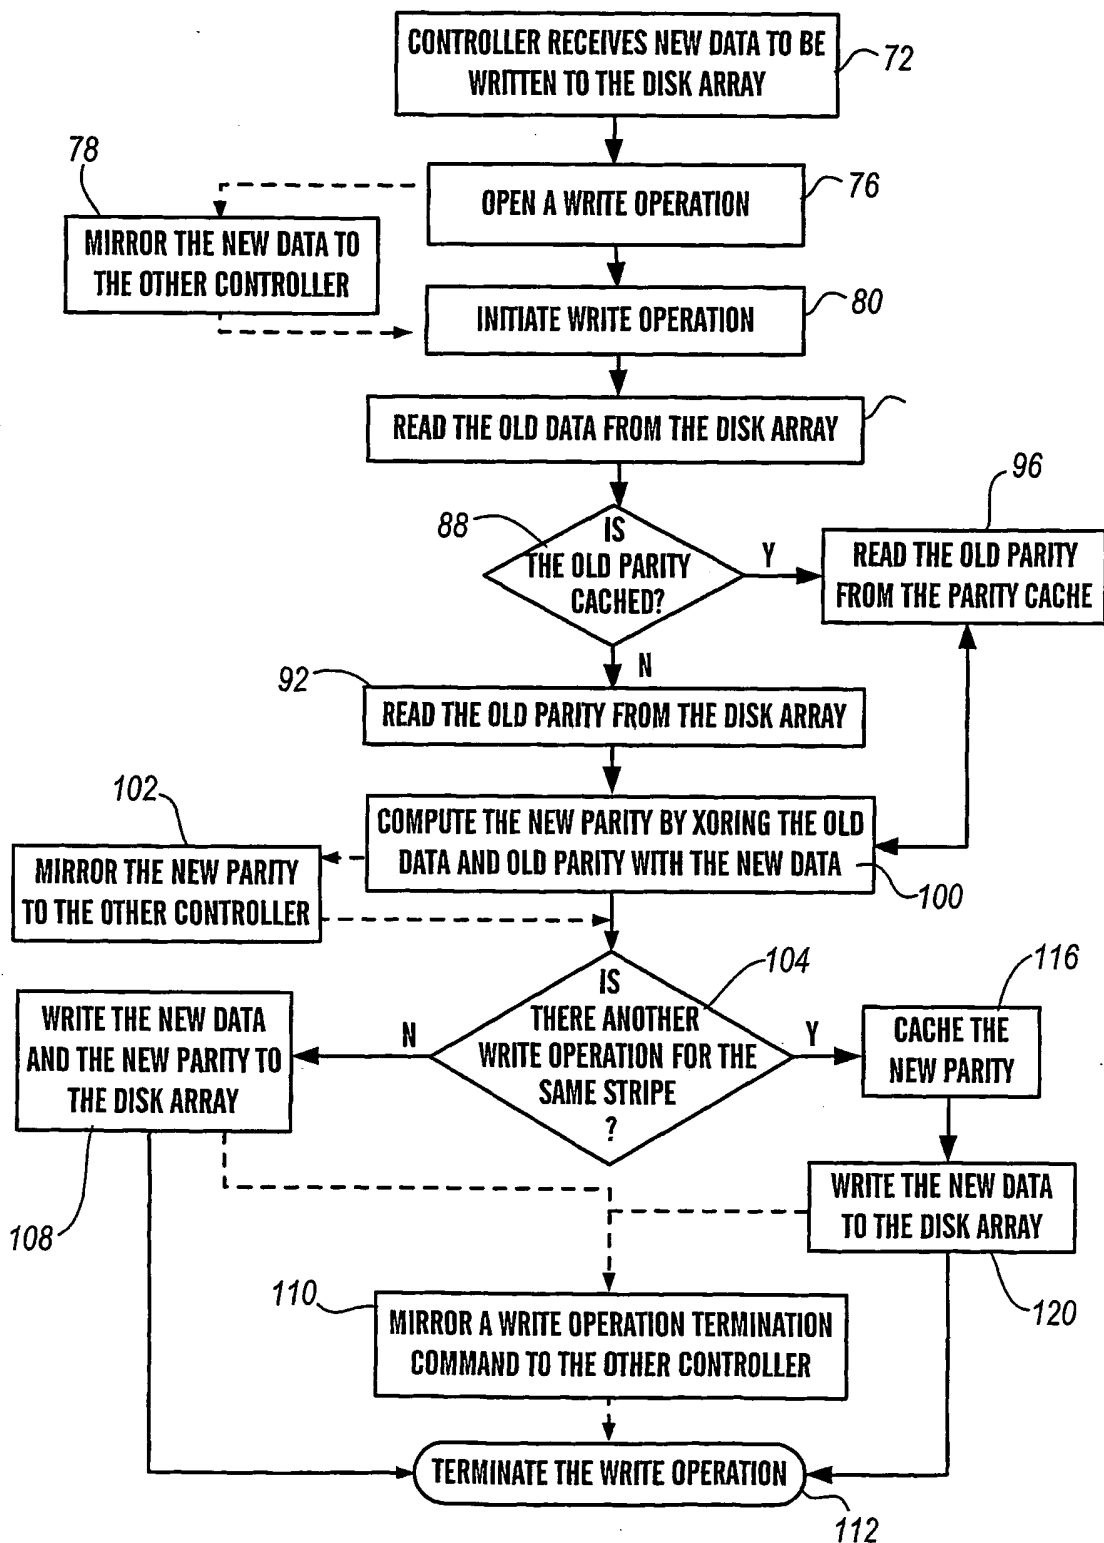 CONTROLLER RECEIVES NEW DATA TO BE
WRITTEN TO THE DISK ARRAY
72
78
OPEN A WRITE OPERATION
76
MIRROR THE NEW DATA TO
THE OTHER CONTROLLER
INITIATE WRITE OPERATION
80
READ THE OLD DATA FROM THE DISK ARRAY
88
IS
THE OLD PARITY
CACHED?
Y
96
READ THE OLD PARITY
FROM THE PARITY CACHE
N
92
READ THE OLD PARITY FROM THE DISK ARRAY
102
COMPUTE THE NEW PARITY BY XORING THE OLD
DATA AND OLD PARITY WITH THE NEW DATA
100
MIRROR THE NEW PARITY
TO THE OTHER CONTROLLER
104
IS
THERE ANOTHER
WRITE OPERATION FOR THE
SAME STRIPE
?
N
Y
116
WRITE THE NEW DATA
AND THE NEW PARITY TO
THE DISK ARRAY
108
CACHE THE
NEW PARITY
WRITE THE NEW DATA
TO THE DISK ARRAY
120
110
MIRROR A WRITE OPERATION TERMINATION
COMMAND TO THE OTHER CONTROLLER
TERMINATE THE WRITE OPERATION
112